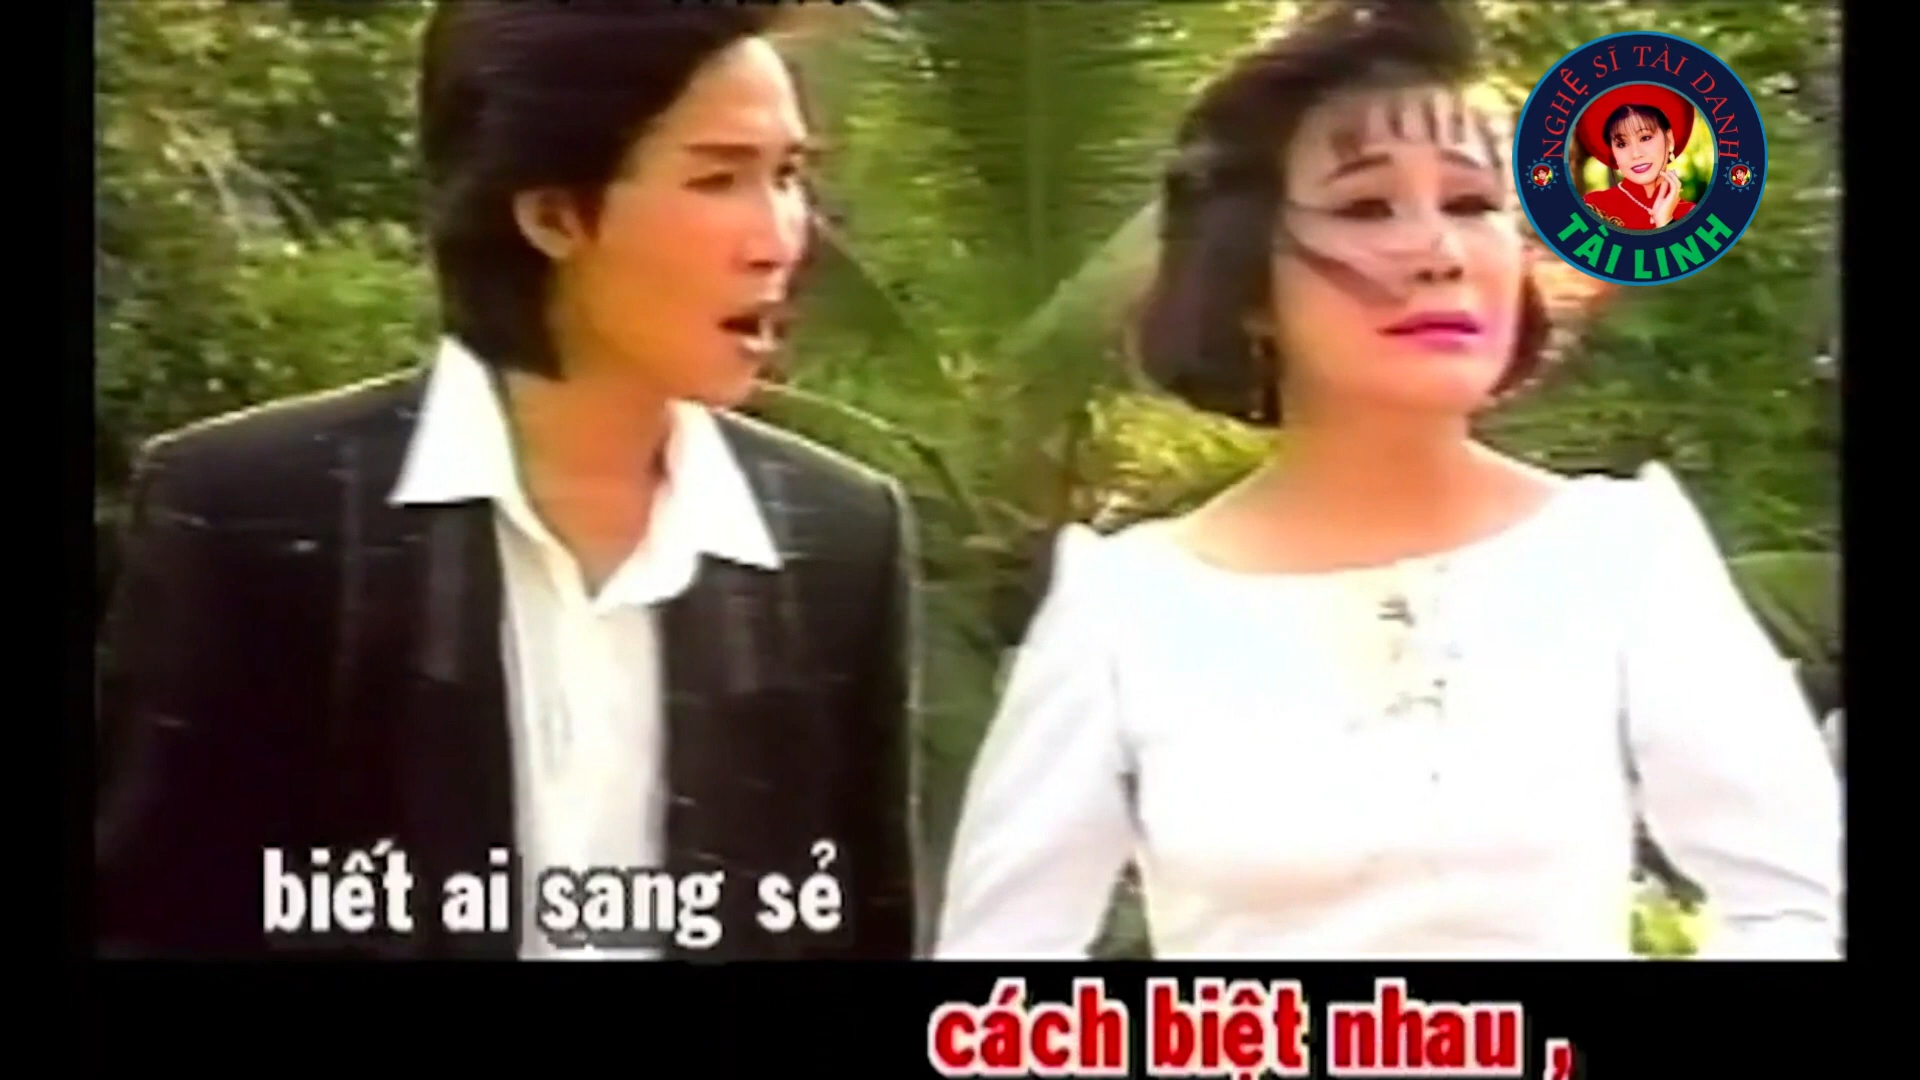 NGHỆ SĨ TÀI DANH
TÀI LINH
biết ai sang sẻ
cách biệt nhau ,